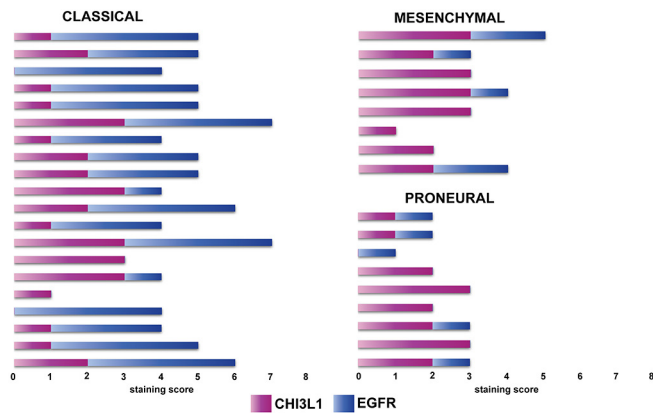 CLASSICAL
MESENCHYMAL
PRONEURAL
0 1 2 3 4 5 6 7 8
staining score
0 1 2 3 4 5 6 7 8
staining score
CHI3L1 EGFR